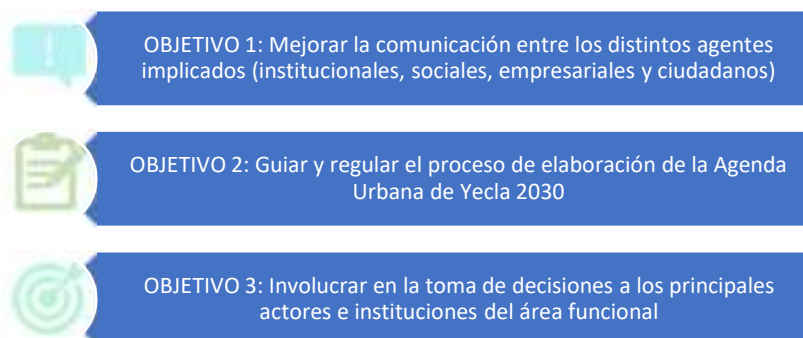 OBJETIVO 1: Mejorar la comunicación entre los distintos agentes
implicados (institucionales, sociales, empresariales y ciudadanos)
OBJETIVO 2: Guiar y regular el proceso de elaboración de la Agenda
Urbana de Yecla 2030
OBJETIVO 3: Involucrar en la toma de decisiones a los principales
actores e instituciones del área funcional